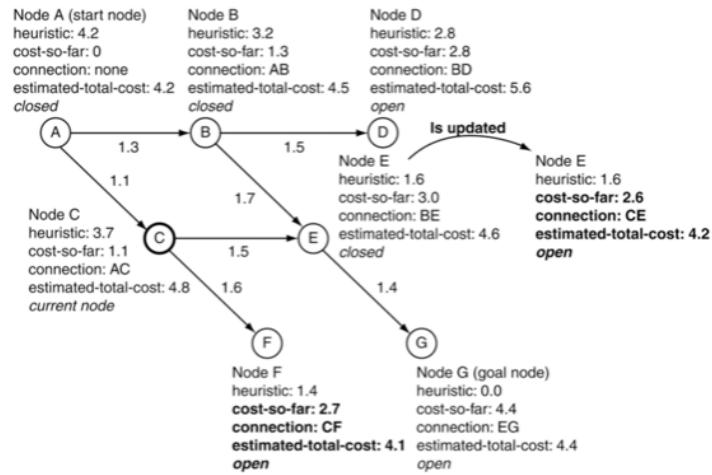 Node A (start node)
heuristic: 4.2
cost-so-far: 0
connection: none
estimated-total-cost: 4.2
closed
Node B
heuristic: 3.2
cost-so-far: 1.3
connection: AB
estimated-total-cost: 4.5
closed
Node D
heuristic: 2.8
cost-so-far: 2.8
connection: BD
estimated-total-cost: 5.6
open
A
1.3
B
1.5
D
Is updated
1.1
1.7
Node E
heuristic: 1.6
cost-so-far: 3.0
connection: BE
estimated-total-cost: 4.6
closed
Node E
heuristic: 1.6
cost-so-far: 2.6
connection: CE
estimated-total-cost: 4.2
open
Node C
heuristic: 3.7
cost-so-far: 1.1
connection: AC
estimated-total-cost: 4.8
current node
C
1.5
E
1.6
1.4
F
G
Node F
heuristic: 1.4
cost-so-far: 2.7
connection: CF
estimated-total-cost: 4.1
open
Node G (goal node)
heuristic: 0.0
cost-so-far: 4.4
connection: EG
estimated-total-cost: 4.4
open